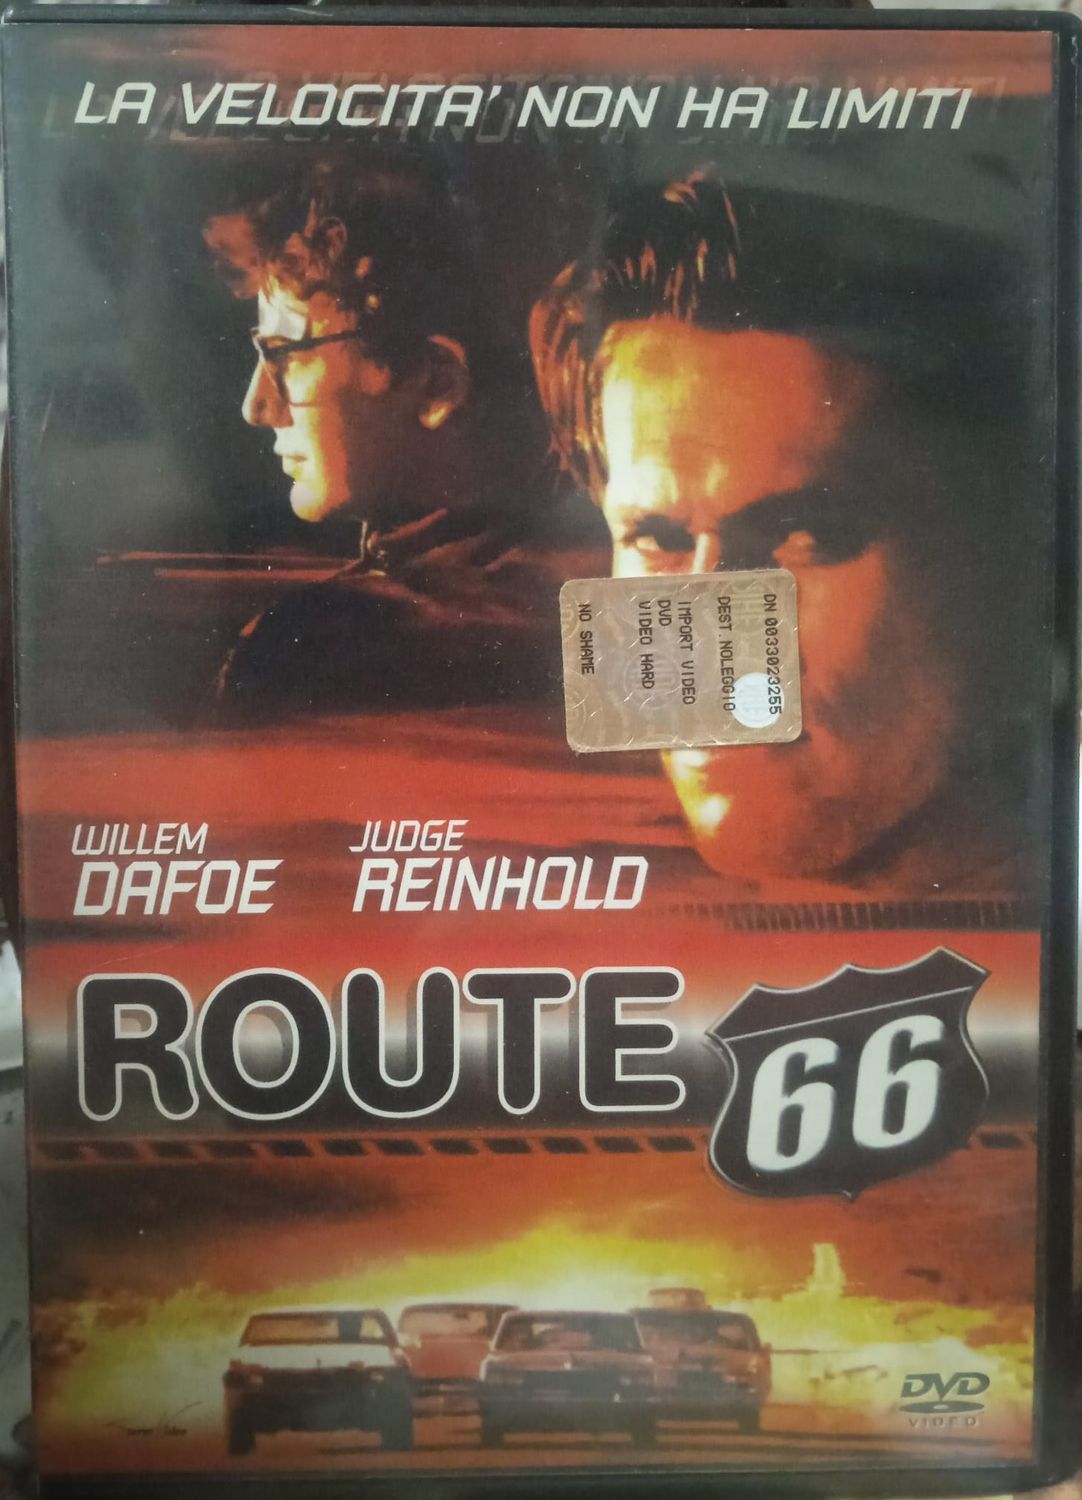 LA VELOCITA' NON HA LIMITI
DN 0033023255
DEST.NOLEGGIO
IMPORT VIDEO
DVD
VIDEO HARD
NO SHAME
WILLEM
DAFOE
JUDGE
REINHOLD
ROUTE
66
DVD
VIDEO